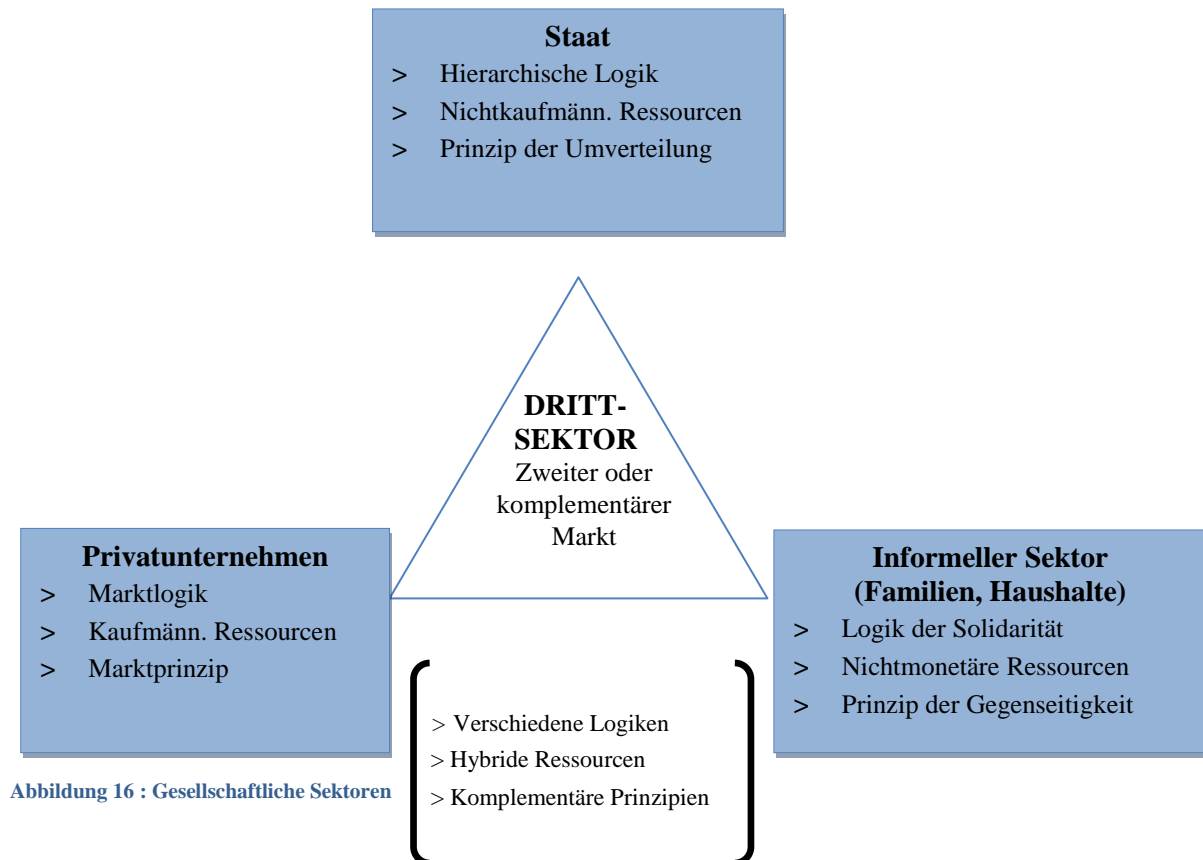 Staat
> Hierarchische Logik
> Nichtkaufmänn. Ressourcen
> Prinzip der Umverteilung
DRITT-
SEKTOR
Zweiter oder
komplementärer
Markt
Privatunternehmen
> Marktlogik
> Kaufmänn. Ressourcen
> Marktprinzip
Informeller Sektor
(Familien, Haushalte)
> Logik der Solidarität
> Nichtmonetäre Ressourcen
> Prinzip der Gegenseitigkeit
> Verschiedene Logiken
> Hybride Ressourcen
> Komplementäre Prinzipien
Abbildung 16 : Gesellschaftliche Sektoren